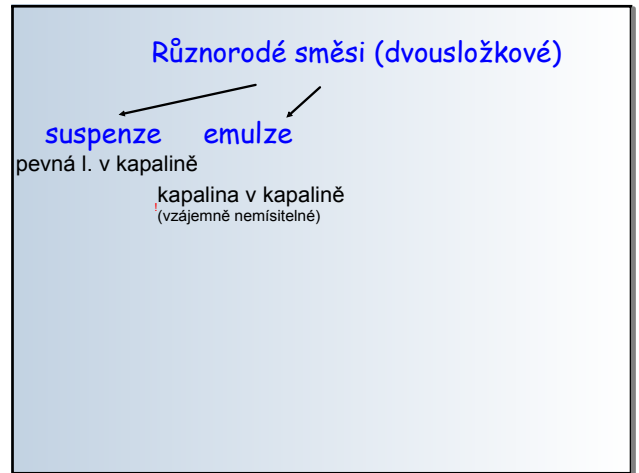 Různorodé směsi (dvousložkové)
suspenze emulze
pevná l. v kapalině
kapalina v kapalině
! (vzájemně nemísitelné)